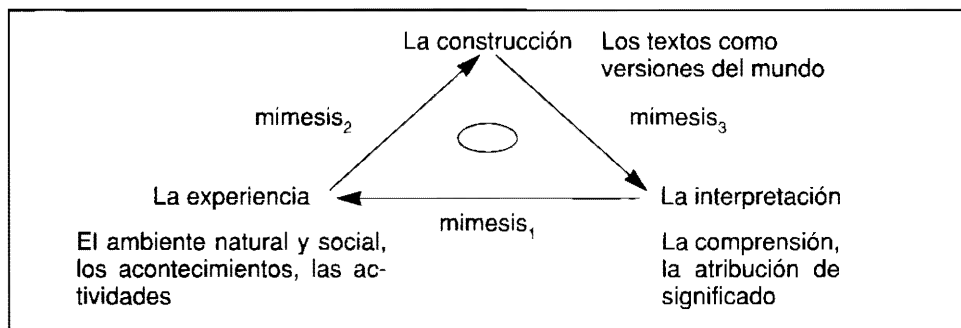 La construcción Los textos como
versiones del mundo
mimesis₂ mimesis₃
La experiencia La interpretación
mimesis₁
El ambiente natural y social,
los acontecimientos, las ac-
tividades
La comprensión,
la atribución de
significado